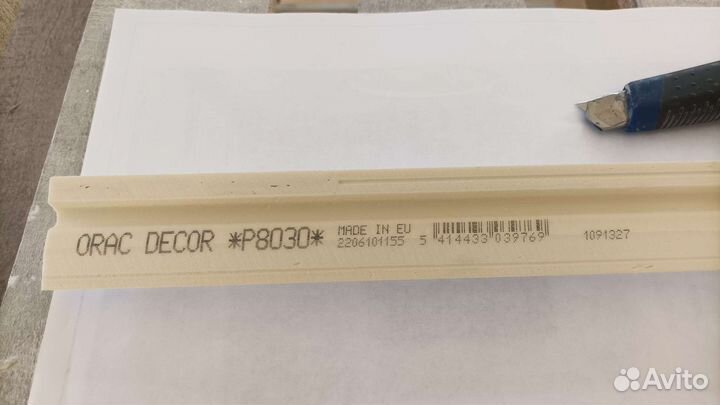 ORAC DECOR *P8030* MADE IN EU
2206101155 5 414433 039769 1091327
Avito